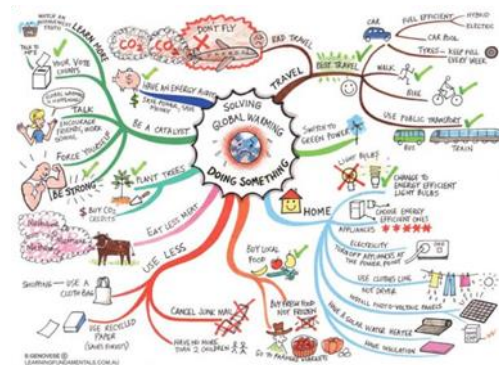 SOLVING
GLOBAL WARMING
DOING SOMETHING
TRAVEL
BAD TRAVEL
DON'T FLY
CO2
CO2
BEST TRAVEL
CAR
FUEL EFFICIENT
HYBRID
ELECTRIC
CAR POOL
TYRES - KEEP FULL
EVERY WEEK
WALK
BIKE
USE PUBLIC TRANSPORT
BUS
TRAIN
SWITCH TO
GREEN POWER
HOME
LIGHT BULBS
CHANGE TO
ENERGY EFFICIENT
LIGHT BULBS
APPLIANCES
CHOOSE ENERGY
EFFICIENT ONES
ELECTRICITY
TURN OFF APPLIANCES AT
THE POWER POINT
USE CLOTHES LINE
NOT DRYER
INSTALL PHOTO-VOLTAIC PANELS
HAVE A SOLAR WATER HEATER
HAVE INSULATION
BUY LOCAL
FOOD
BUY FRESH FOOD
NOT FROZEN
GO TO FARMERS MARKETS
USE LESS
CANCEL JUNK MAIL
HAVE NO MORE
THAN 2 CHILDREN
SHOPPING - USE A
CLOTH BAG
USE RECYCLED
PAPER
(SAVES FORESTS)
EAT LESS MEAT
Methane
Methane
PLANT TREES
$ BUY CO2
CREDITS
BE A CATALYST
LEARN MORE
TALK TO
MP'S
YOUR VOTE
COUNTS
TALK
ENCOURAGE
FRIENDS, WORK
SCHOOL
FORCE YOURSELF
BE STRONG
HAVE AN ENERGY AUDIT
$ SAVE POWER, SAVE
MONEY
© GENOVESE ©
LEARNINGFUNDAMENTALS.COM.AU